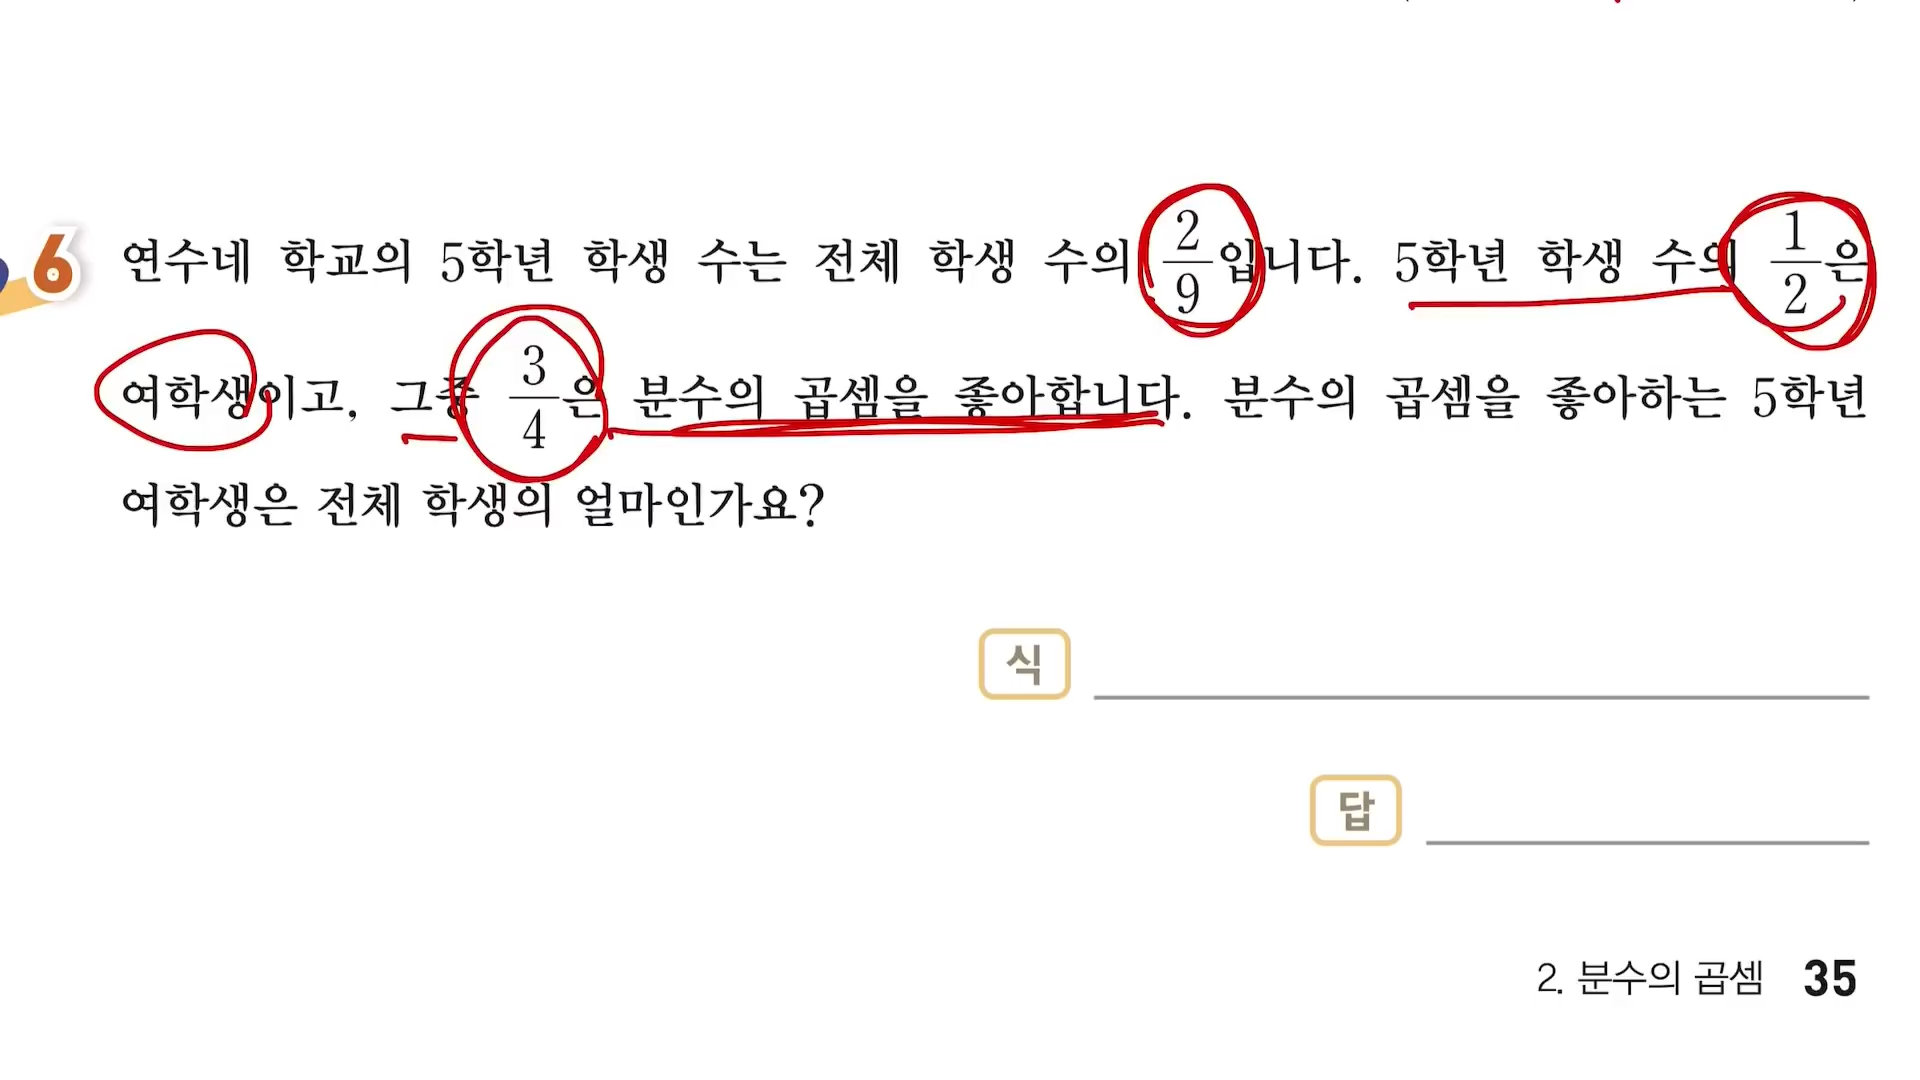 6 연수네 학교의 5학년 학생 수는 전체 학생 수의 2/9입니다. 5학년 학생 수의 1/2은
여학생이고, 그중 3/4은 분수의 곱셈을 좋아합니다. 분수의 곱셈을 좋아하는 5학년
여학생은 전체 학생의 얼마인가요?
식
답
2. 분수의 곱셈 35